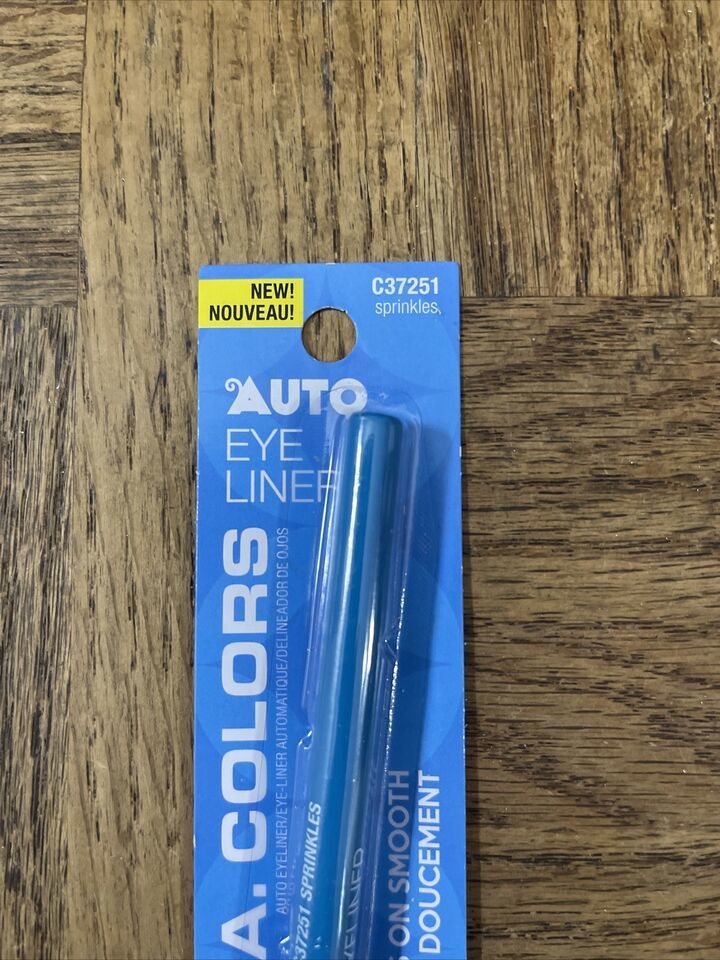 NEW!
NOUVEAU!
C37251
sprinkles
AUTO
EYE
LINER
A. COLORS
AUTO EYELINER/EYE-LINER AUTOMATIQUE/DELINEADOR DE OJOS
37251 SPRINKLES
EYELINER
ON SMOOTH
DOUCEMENT